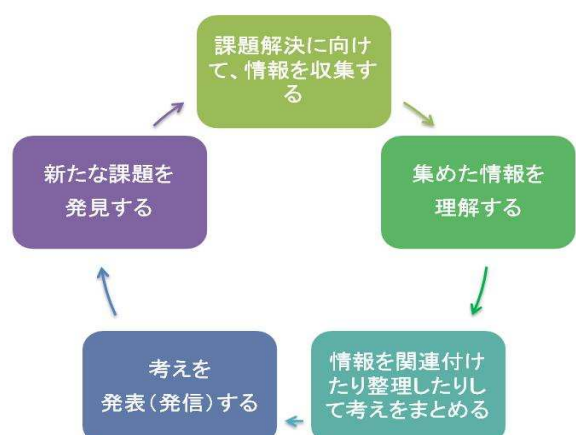 課題解決に向け
て、情報を収集す
る
集めた情報を
理解する
情報を関連付け
たり整理したりし
て考えをまとめる
考えを
発表（発信）する
新たな課題を
発見する